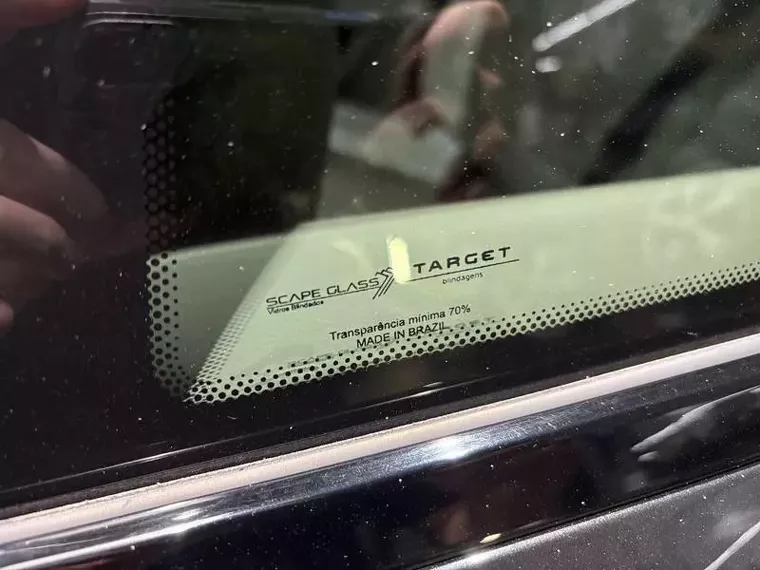 SCAPE GLASS TARGET
Vidros Blindados blindagens
Transparência mínima 70%
MADE IN BRAZIL